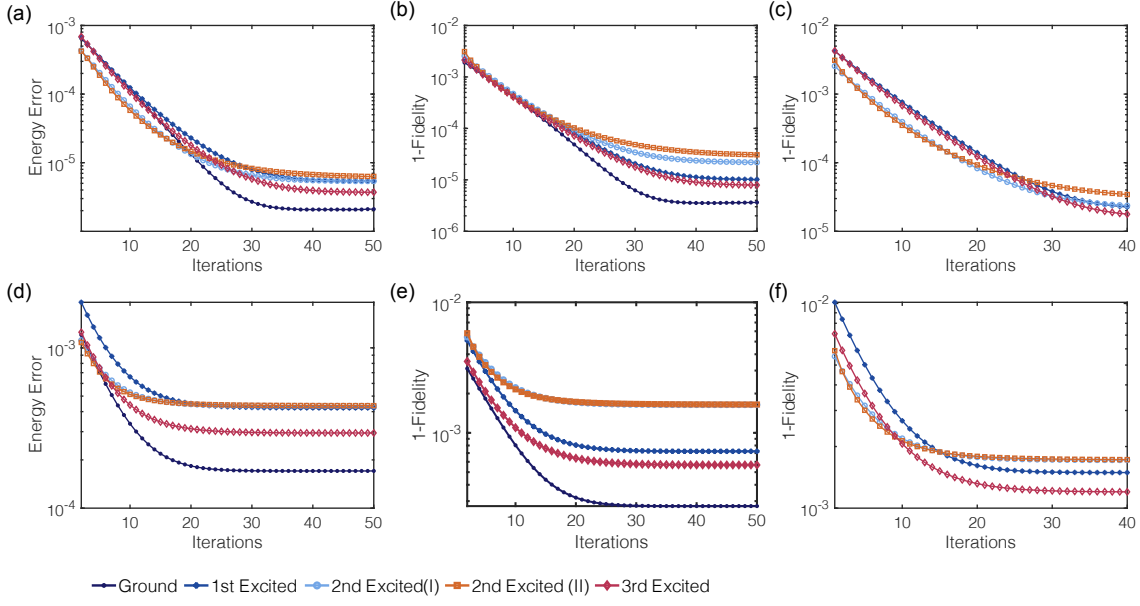 (a)
10^-3
10^-4
10^-5
Energy Error
10 20 30 40 50
Iterations
(b)
10^-2
10^-3
10^-4
10^-5
10^-6
1-Fidelity
10 20 30 40 50
Iterations
(c)
10^-2
10^-3
10^-4
10^-5
1-Fidelity
10 20 30 40
Iterations
(d)
10^-3
10^-4
Energy Error
10 20 30 40 50
Iterations
(e)
10^-2
10^-3
1-Fidelity
10 20 30 40 50
Iterations
(f)
10^-2
10^-3
1-Fidelity
10 20 30 40
Iterations
Ground 1st Excited 2nd Excited(I) 2nd Excited (II) 3rd Excited